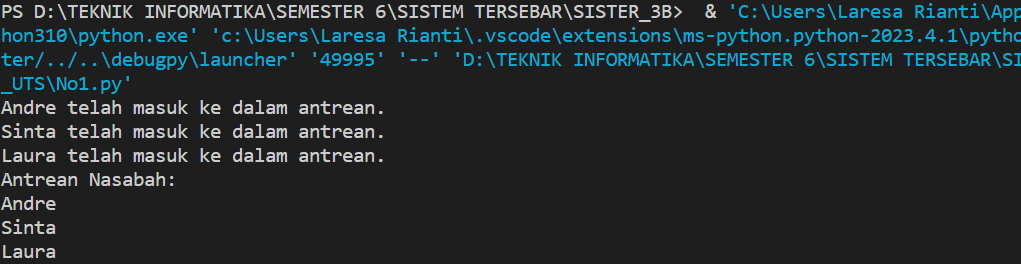 PS D:\TEKNIK INFORMATIKA\SEMESTER 6\SISTEM TERSEBAR\SISTER_3B>  & 'C:\Users\Laresa Rianti\App
hon310\python.exe' 'c:\Users\Laresa Rianti\.vscode\extensions\ms-python.python-2023.4.1\pytho
ter/../..\debugpy\launcher' '49995' '--' 'D:\TEKNIK INFORMATIKA\SEMESTER 6\SISTEM TERSEBAR\SI
_UTS\No1.py'
Andre telah masuk ke dalam antrean.
Sinta telah masuk ke dalam antrean.
Laura telah masuk ke dalam antrean.
Antrean Nasabah:
Andre
Sinta
Laura